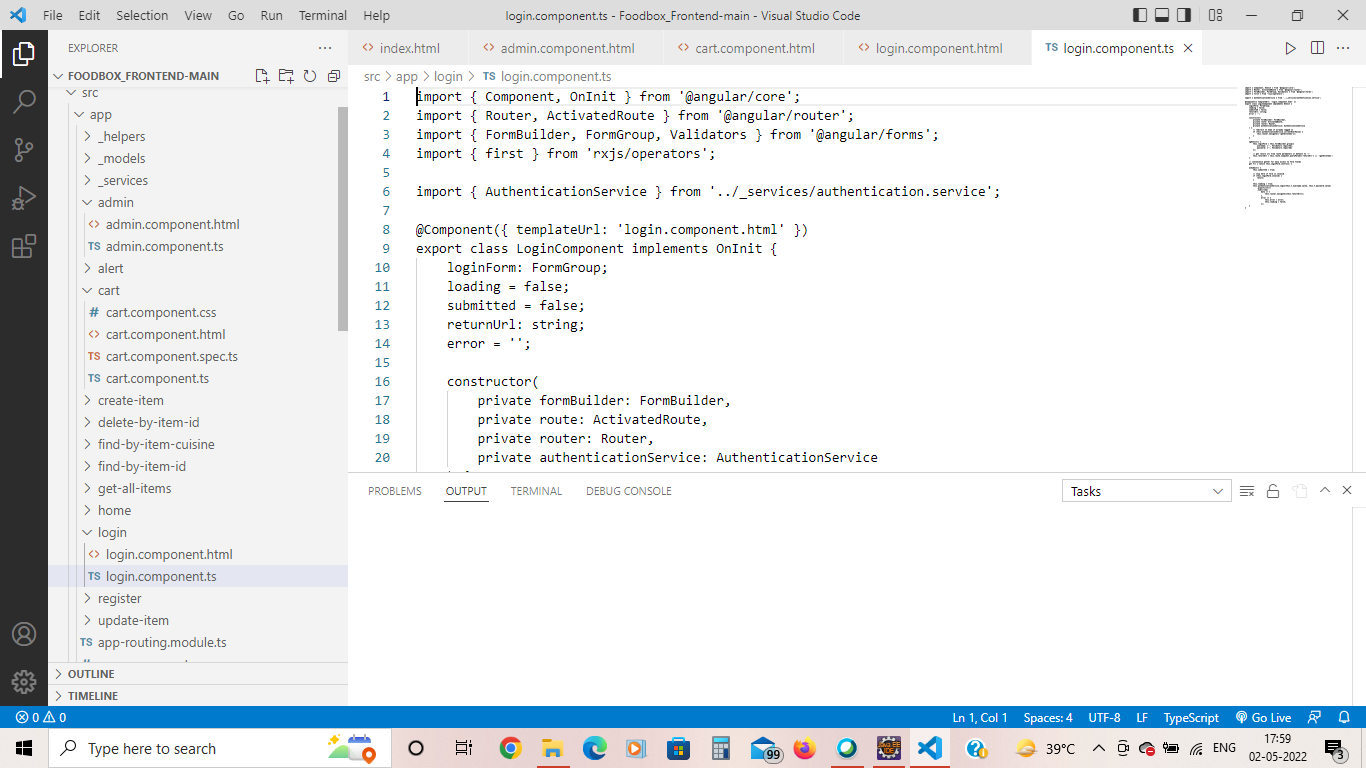 File Edit Selection View Go Run Terminal Help
login.component.ts - Foodbox_Frontend-main - Visual Studio Code
EXPLORER
FOODBOX_FRONTEND-MAIN
src
app
_helpers
_models
_services
admin
admin.component.html
TS admin.component.ts
alert
cart
# cart.component.css
cart.component.html
TS cart.component.spec.ts
TS cart.component.ts
create-item
delete-by-item-id
find-by-item-cuisine
find-by-item-id
get-all-items
home
login
login.component.html
TS login.component.ts
register
update-item
TS app-routing.module.ts
OUTLINE
TIMELINE
index.html admin.component.html cart.component.html login.component.html TS login.component.ts
src > app > login > TS login.component.ts
1 import { Component, OnInit } from '@angular/core';
2 import { Router, ActivatedRoute } from '@angular/router';
3 import { FormBuilder, FormGroup, Validators } from '@angular/forms';
4 import { first } from 'rxjs/operators';
5
6 import { AuthenticationService } from '../_services/authentication.service';
7
8 @Component({ templateUrl: 'login.component.html' })
9 export class LoginComponent implements OnInit {
10 loginForm: FormGroup;
11 loading = false;
12 submitted = false;
13 returnUrl: string;
14 error = '';
15
16 constructor(
17 private formBuilder: FormBuilder,
18 private route: ActivatedRoute,
19 private router: Router,
20 private authenticationService: AuthenticationService
PROBLEMS OUTPUT TERMINAL DEBUG CONSOLE
Tasks
0 0
Ln 1, Col 1 Spaces: 4 UTF-8 LF TypeScript Go Live
Type here to search
99
Java EE
IDE
39°C
ENG
17:59
02-05-2022
3